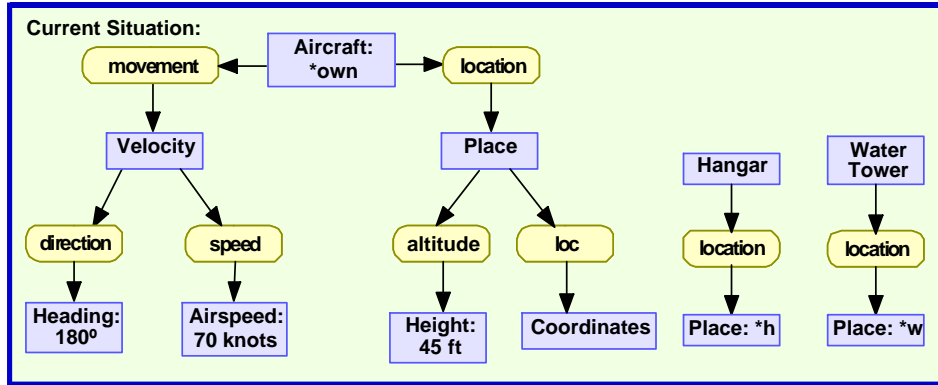 Current Situation:
Aircraft:
*own
movement
location
Velocity
Place
Hangar
Water
Tower
direction
speed
altitude
loc
location
location
Heading:
180º
Airspeed:
70 knots
Height:
45 ft
Coordinates
Place: *h
Place: *w